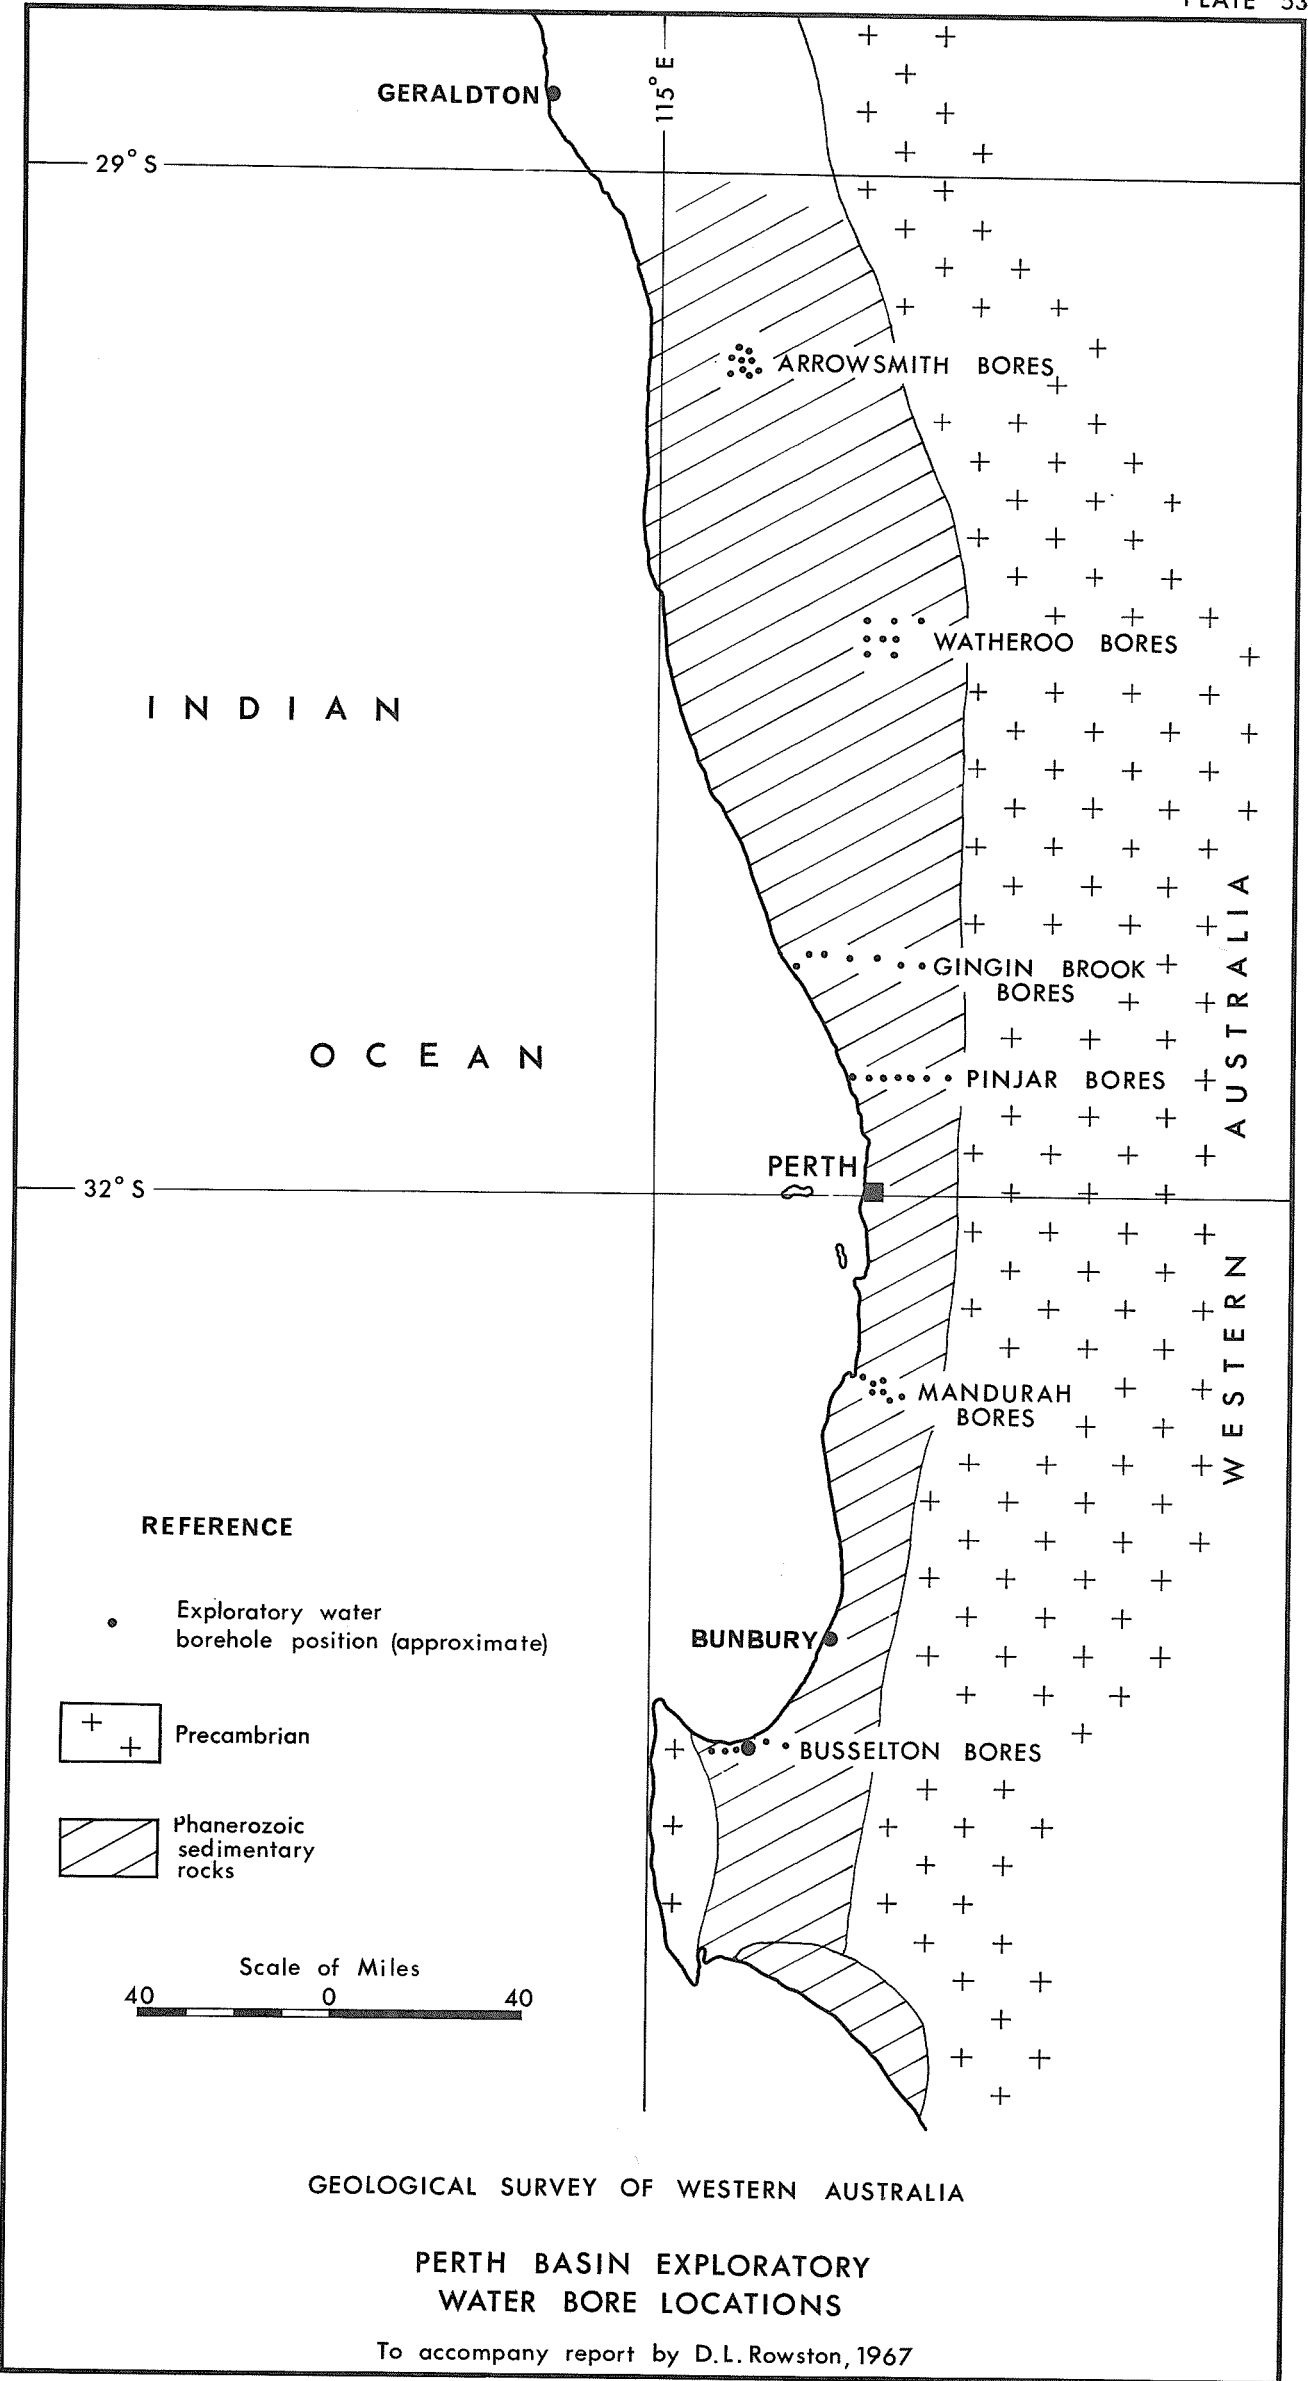 PLATE 53
GERALDTON
115° E
29° S
ARROWSMITH BORES
WATHEROO BORES
INDIAN
GINGIN BROOK
BORES
OCEAN
PINJAR BORES
PERTH
32° S
WESTERN AUSTRALIA
MANDURAH
BORES
REFERENCE
Exploratory water
borehole position (approximate)
BUNBURY
Precambrian
BUSSELTON BORES
Phanerozoic
sedimentary
rocks
Scale of Miles
40 0 40
GEOLOGICAL SURVEY OF WESTERN AUSTRALIA
PERTH BASIN EXPLORATORY
WATER BORE LOCATIONS
To accompany report by D.L. Rowston, 1967